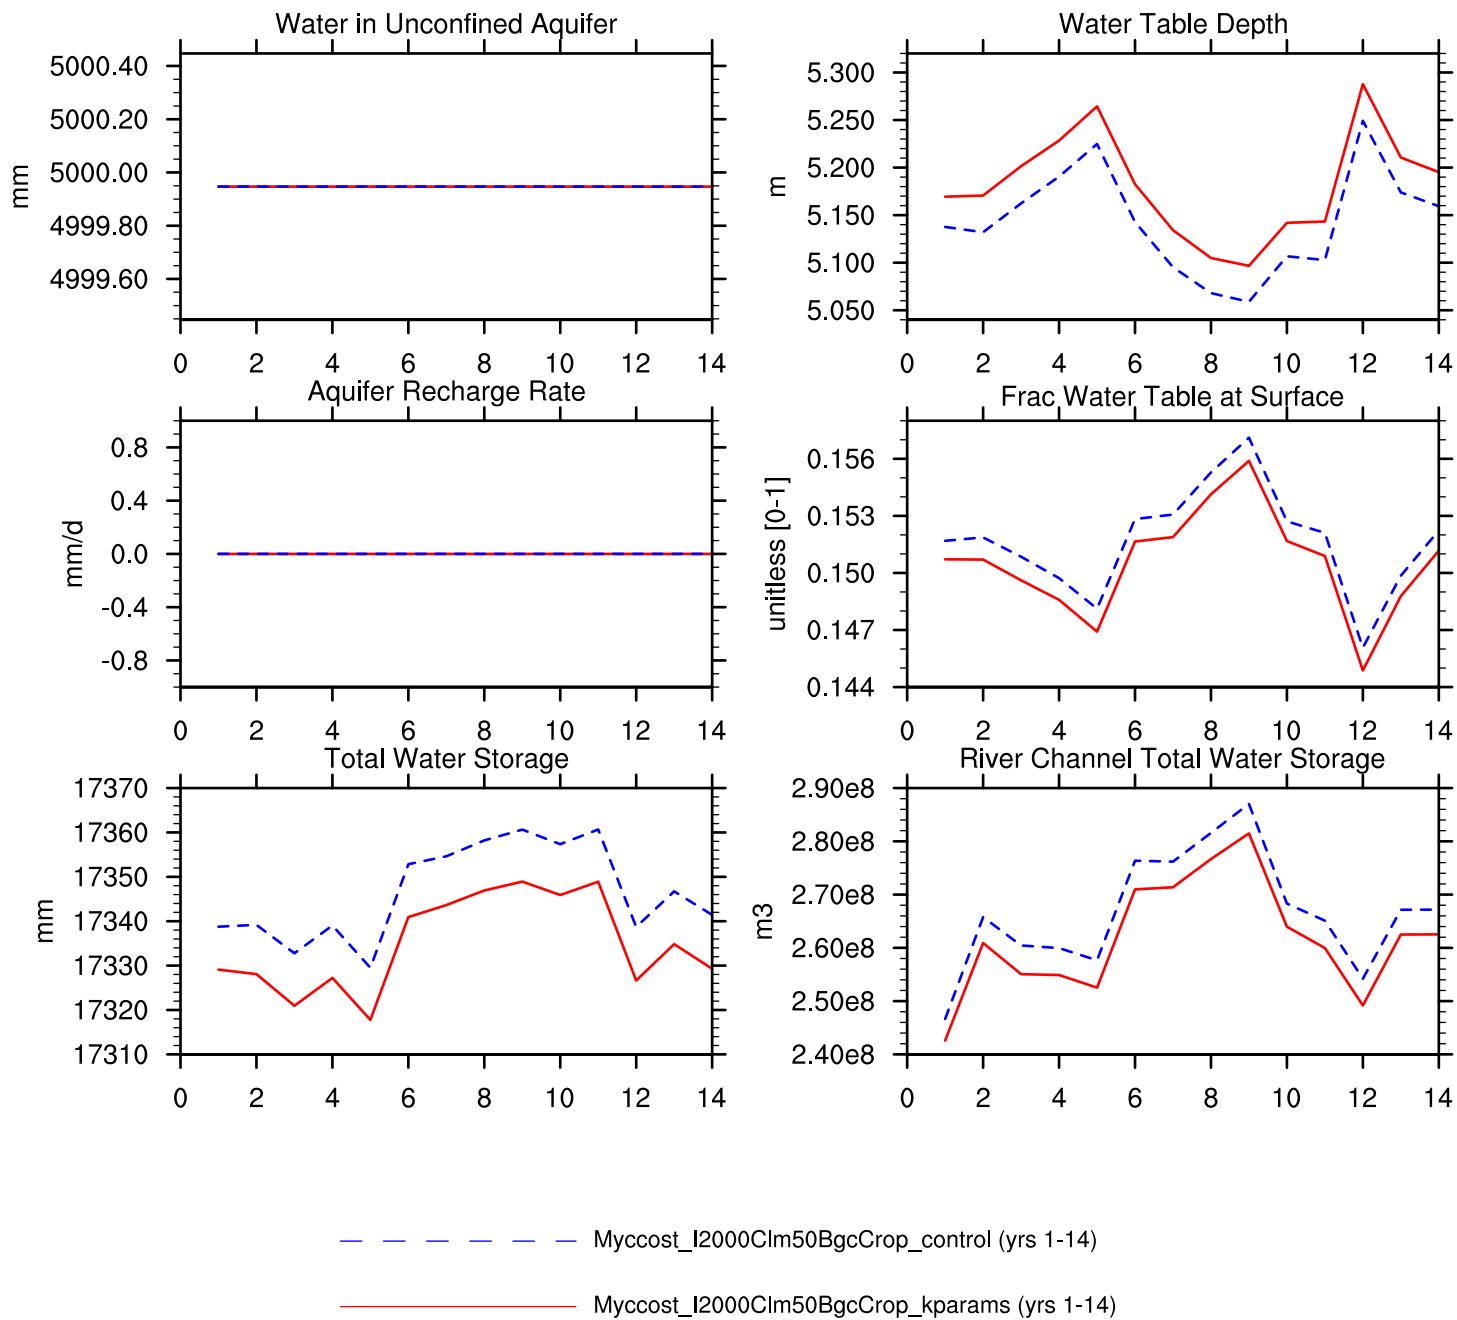 Water in Unconfined Aquifer
5000.40
5000.20
5000.00
4999.80
4999.60
mm
0 2 4 6 8 10 12 14
Water Table Depth
5.300
5.250
5.200
5.150
5.100
5.050
m
0 2 4 6 8 10 12 14
Aquifer Recharge Rate
0.8
0.4
0.0
-0.4
-0.8
mm/d
0 2 4 6 8 10 12 14
Frac Water Table at Surface
0.156
0.153
0.150
0.147
0.144
unitless [0-1]
0 2 4 6 8 10 12 14
Total Water Storage
17370
17360
17350
17340
17330
17320
17310
mm
0 2 4 6 8 10 12 14
River Channel Total Water Storage
2.90e8
2.80e8
2.70e8
2.60e8
2.50e8
2.40e8
m3
0 2 4 6 8 10 12 14
Myccost_I2000Clm50BgcCrop_control (yrs 1-14)
Myccost_I2000Clm50BgcCrop_kparams (yrs 1-14)